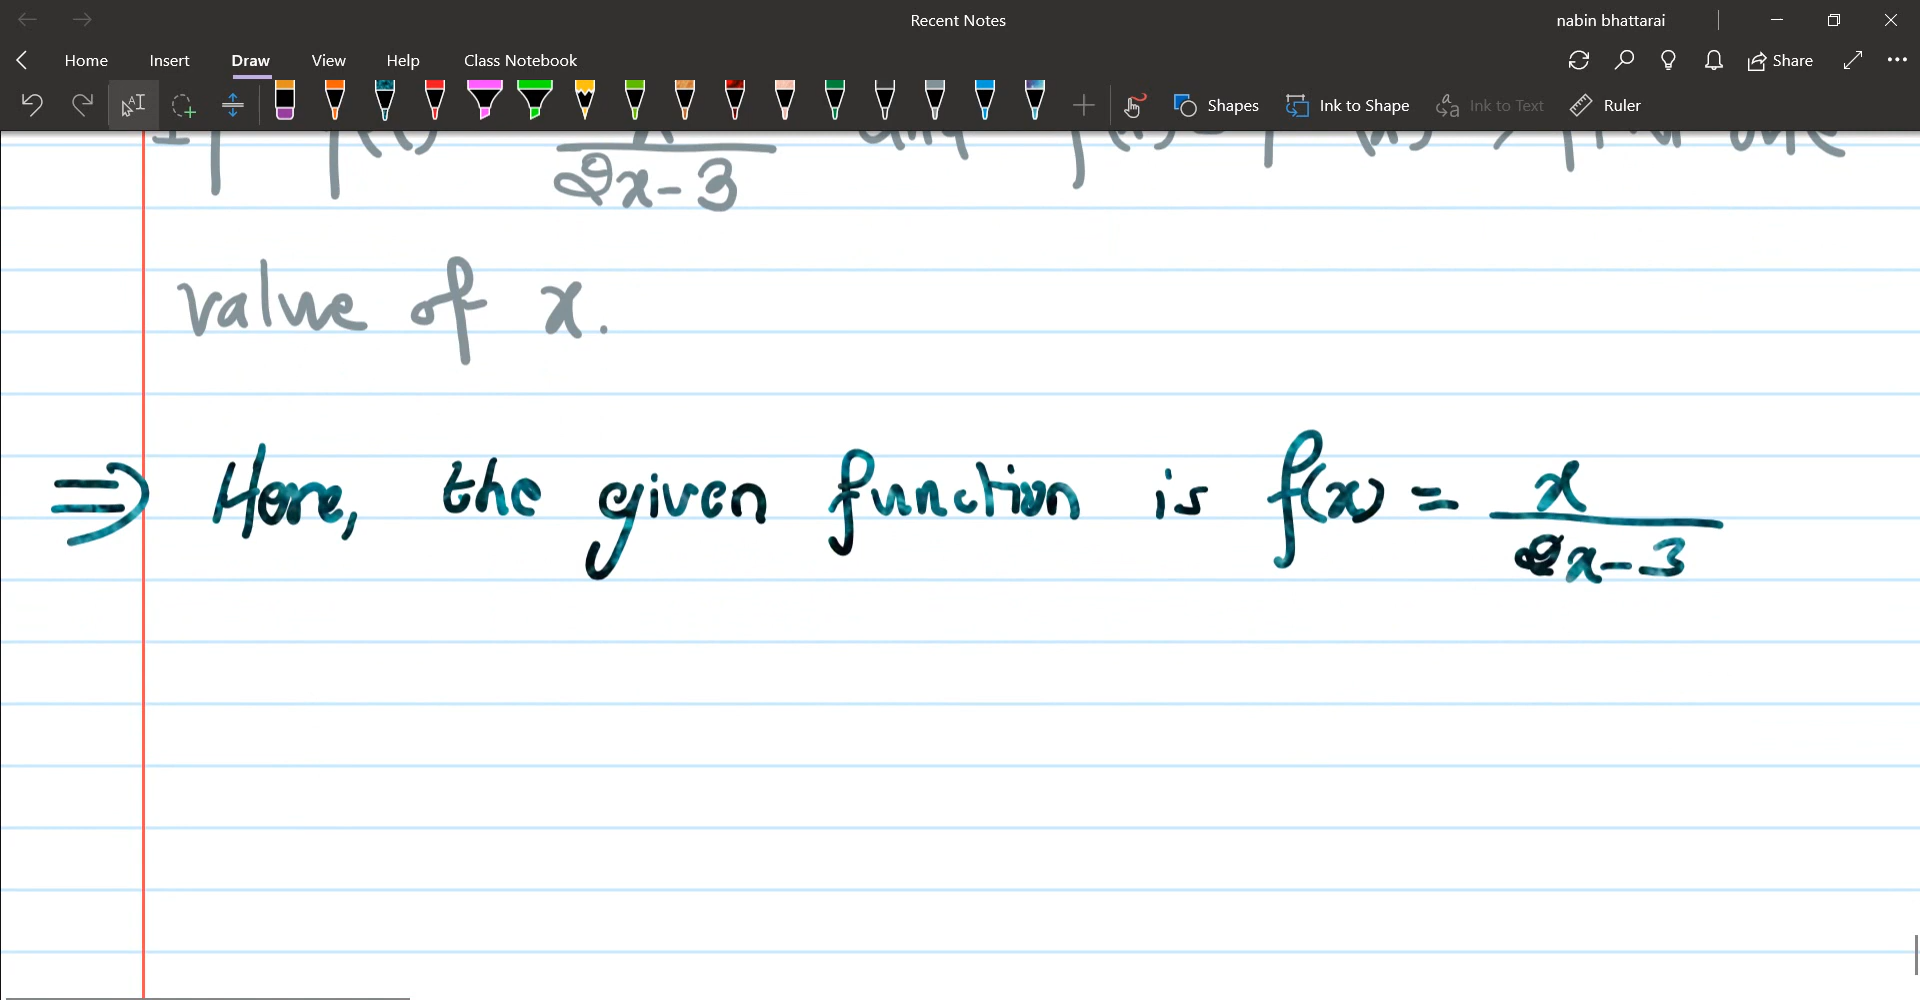 Recent Notes
nabin bhattarai
Home Insert Draw View Help Class Notebook Share
Shapes Ink to Shape Ink to Text Ruler
2x-3
value of x.
⇒ Here, the given function is f(x) = x
2x-3